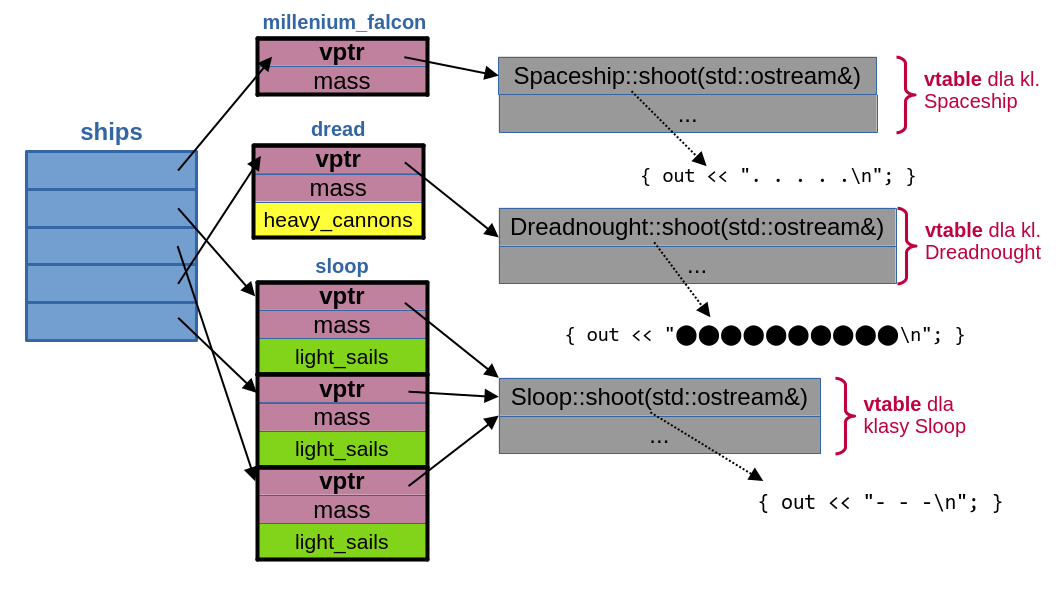 millenium_falcon
vptr
mass
ships
dread
vptr
mass
heavy_cannons
sloop
vptr
mass
light_sails
vptr
mass
light_sails
vptr
mass
light_sails
Spaceship::shoot(std::ostream&)
...
vtable dla kl.
Spaceship
{ out << ". . . . .\n"; }
Dreadnought::shoot(std::ostream&)
...
vtable dla kl.
Dreadnought
{ out << "●●●●●●●●●●\n"; }
Sloop::shoot(std::ostream&)
...
vtable dla
klasy Sloop
{ out << "- - -\n"; }